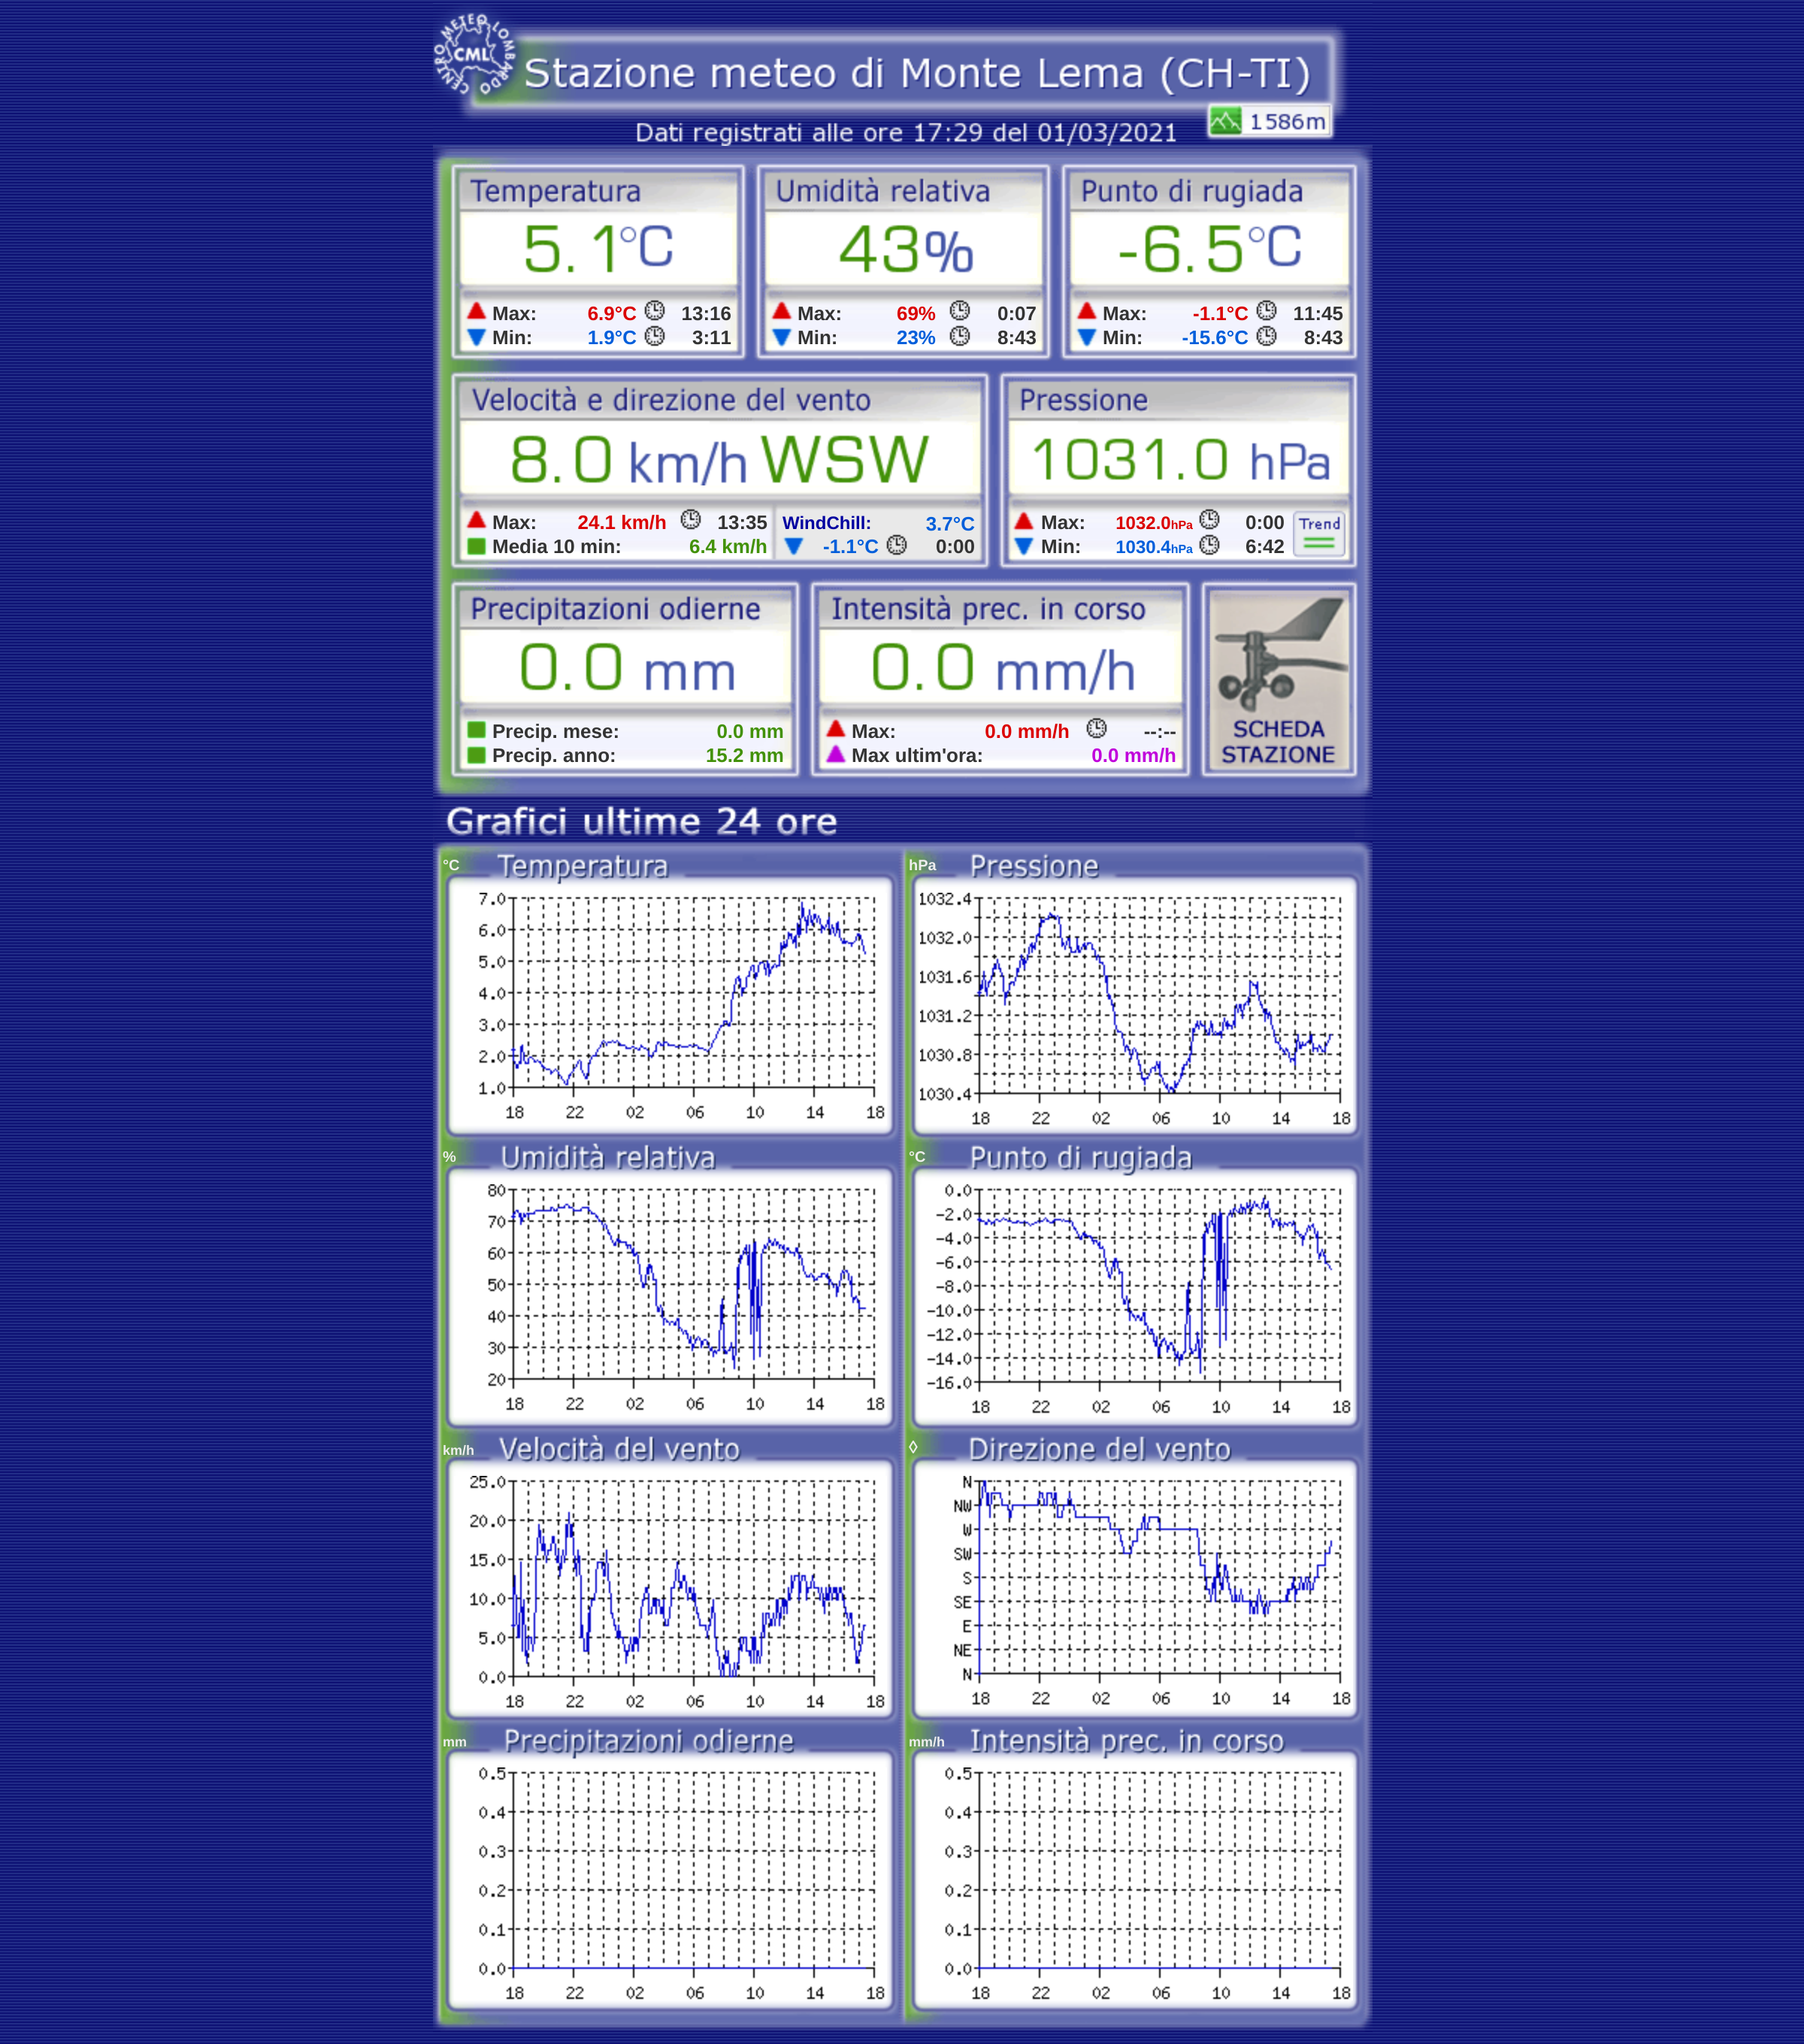 CENTRO METEO LOMBARDO
CML
Stazione meteo di Monte Lema (CH-TI)
1586m
Dati registrati alle ore 17:29 del 01/03/2021
Temperatura
5.1°C
Max: 6.9°C 13:16
Min: 1.9°C 3:11
Umidità relativa
43%
Max: 69% 0:07
Min: 23% 8:43
Punto di rugiada
-6.5°C
Max: -1.1°C 11:45
Min: -15.6°C 8:43
Velocità e direzione del vento
8.0 km/h WSW
Max: 24.1 km/h 13:35
Media 10 min: 6.4 km/h
WindChill: 3.7°C
-1.1°C 0:00
Pressione
1031.0 hPa
Max: 1032.0hPa 0:00
Min: 1030.4hPa 6:42
Trend
Precipitazioni odierne
0.0 mm
Precip. mese: 0.0 mm
Precip. anno: 15.2 mm
Intensità prec. in corso
0.0 mm/h
Max: 0.0 mm/h --:--
Max ultim'ora: 0.0 mm/h
SCHEDA
STAZIONE
Grafici ultime 24 ore
°C Temperatura
7.0
6.0
5.0
4.0
3.0
2.0
1.0
18 22 02 06 10 14 18
hPa Pressione
1032.4
1032.0
1031.6
1031.2
1030.8
1030.4
18 22 02 06 10 14 18
% Umidità relativa
80
70
60
50
40
30
20
18 22 02 06 10 14 18
°C Punto di rugiada
0.0
-2.0
-4.0
-6.0
-8.0
-10.0
-12.0
-14.0
-16.0
18 22 02 06 10 14 18
km/h Velocità del vento
25.0
20.0
15.0
10.0
5.0
0.0
18 22 02 06 10 14 18
◊ Direzione del vento
N
NW
W
SW
S
SE
E
NE
N
18 22 02 06 10 14 18
mm Precipitazioni odierne
0.5
0.4
0.3
0.2
0.1
0.0
18 22 02 06 10 14 18
mm/h Intensità prec. in corso
0.5
0.4
0.3
0.2
0.1
0.0
18 22 02 06 10 14 18